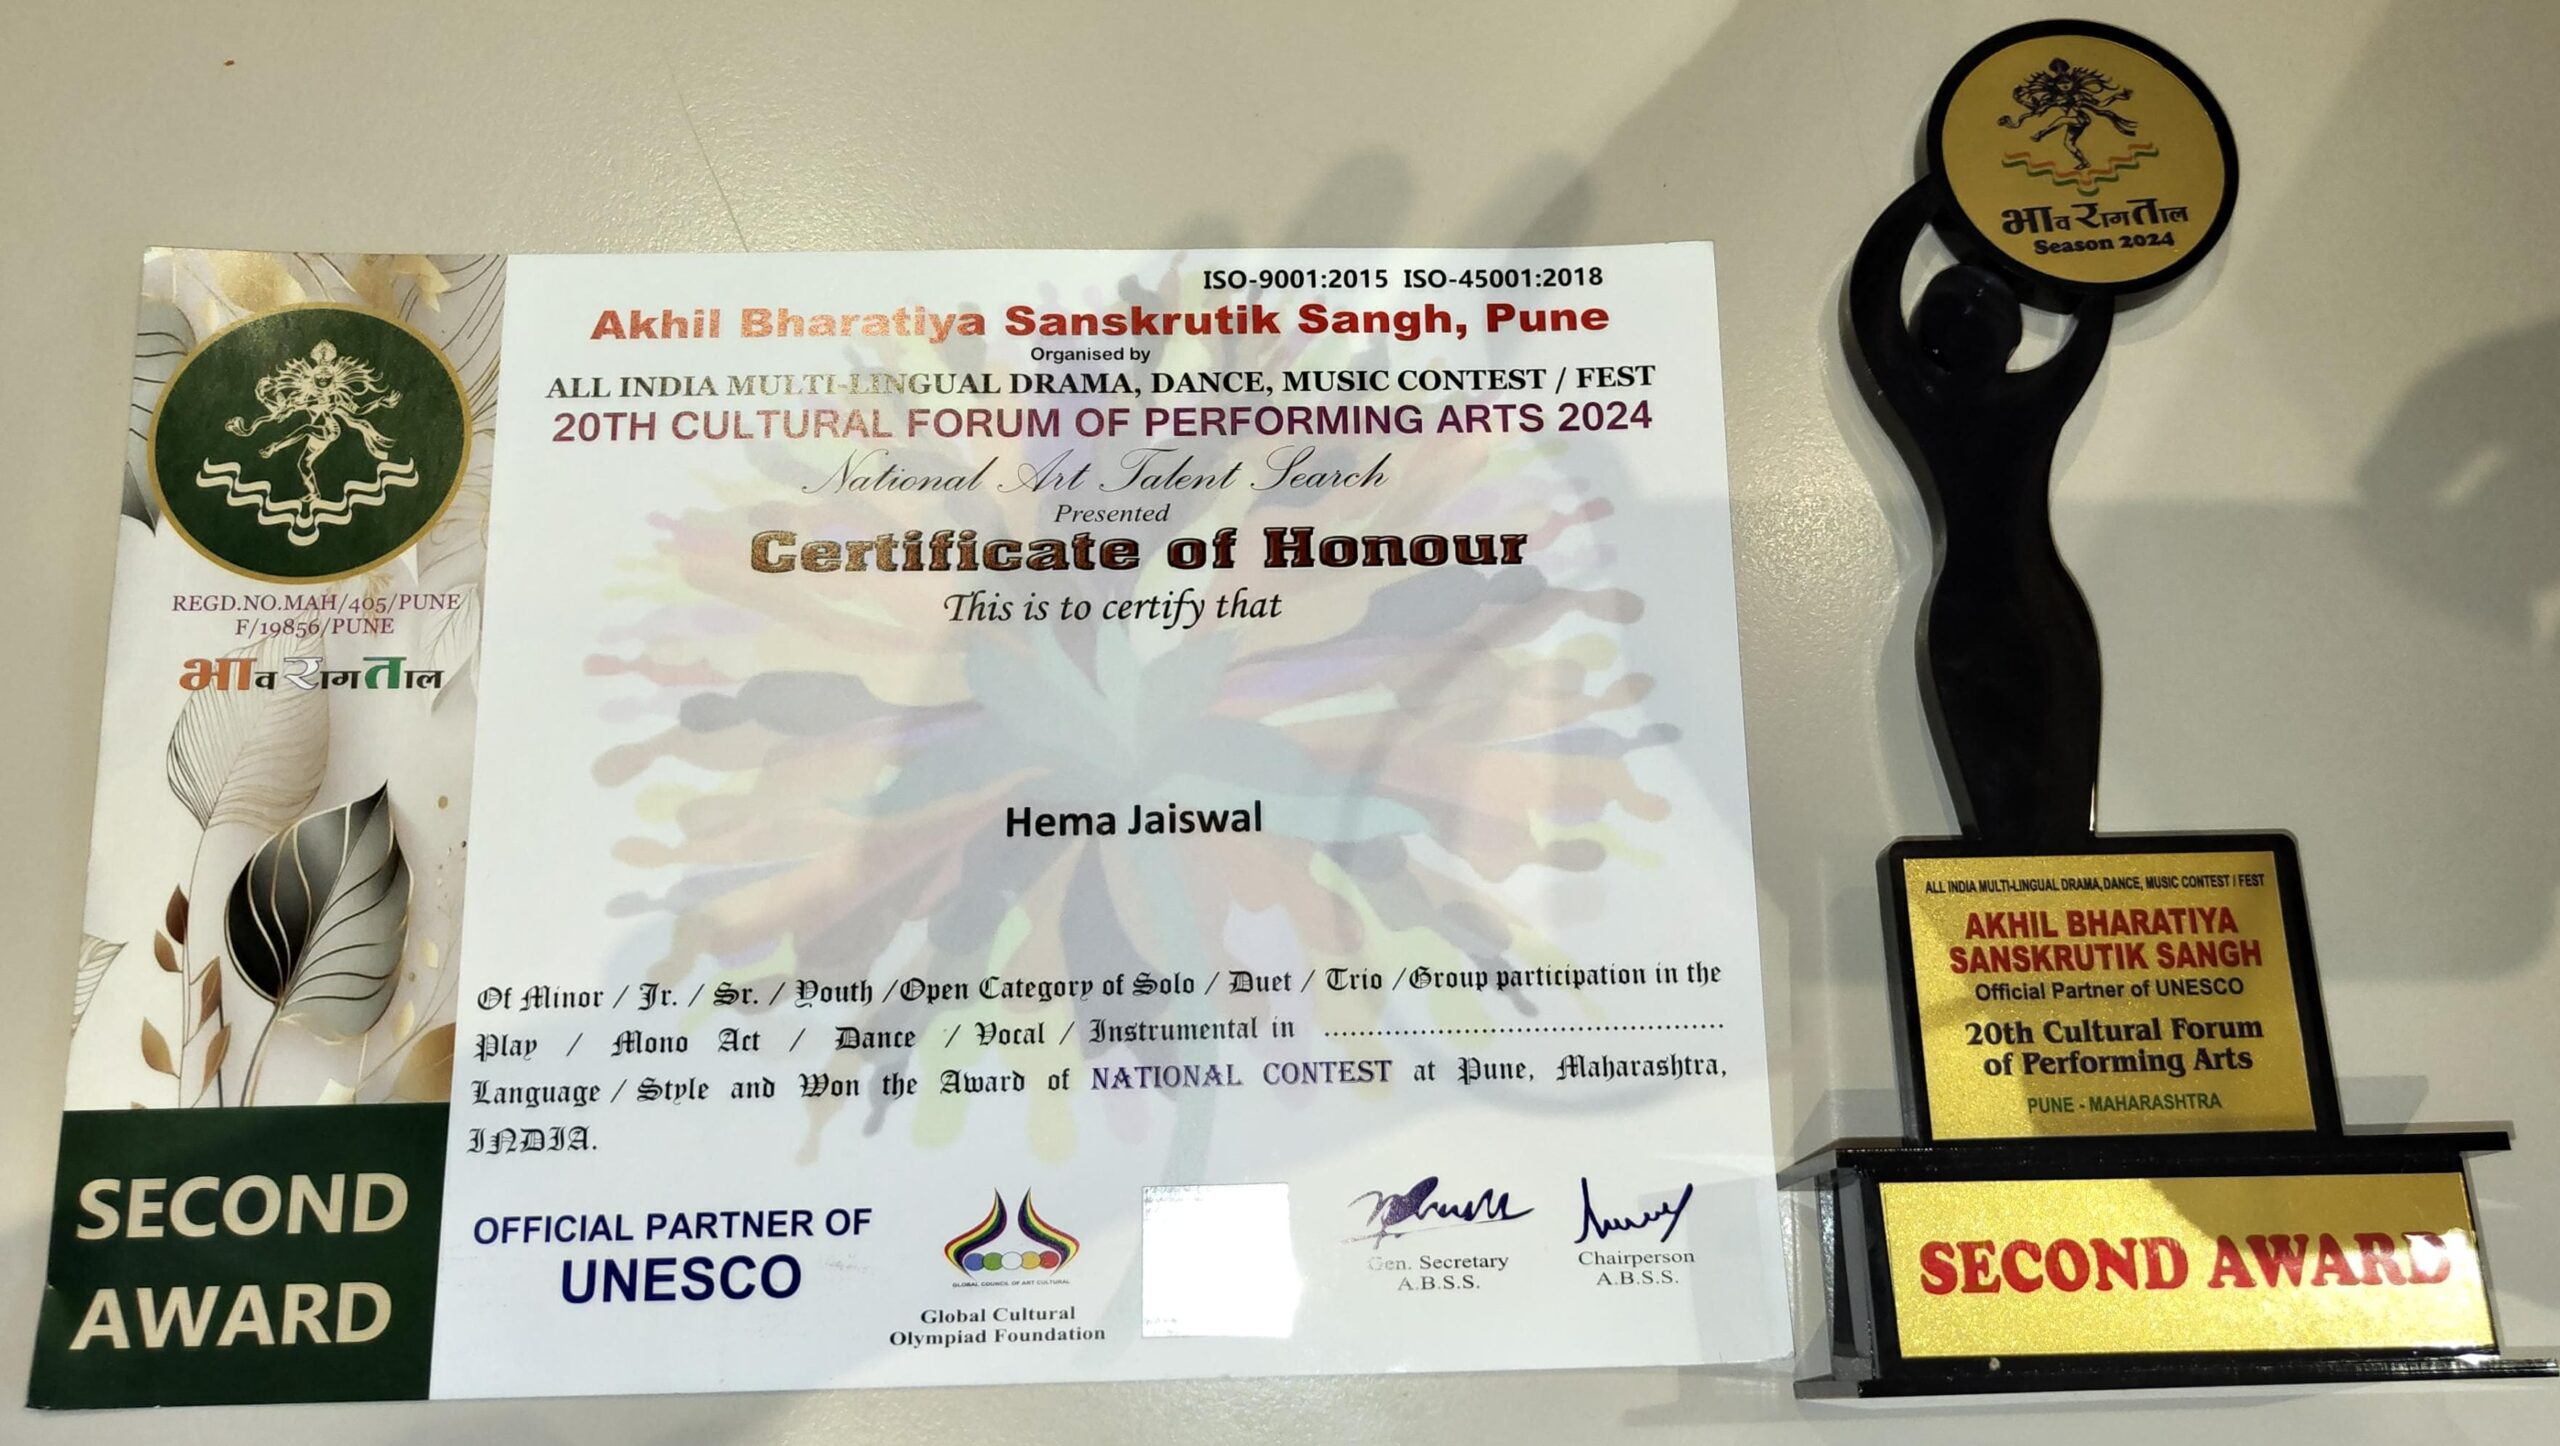 ISO-9001:2015 ISO-45001:2018
Akhil Bharatiya Sanskrutik Sangh, Pune
Organised by
ALL INDIA MULTI-LINGUAL DRAMA, DANCE, MUSIC CONTEST / FEST
20TH CULTURAL FORUM OF PERFORMING ARTS 2024
National Art Talent Search
Presented
Certificate of Honour
This is to certify that
Hema Jaiswal
Of Minor / Jr. / Sr. / Youth /Open Category of Solo / Duet / Trio /Group participation in the
Play / Mono Act / Dance / Vocal / Instrumental in ................................................
Language / Style and Won the Award of NATIONAL CONTEST at Pune, Maharashtra,
INDIA.
OFFICIAL PARTNER OF
UNESCO
GLOBAL COUNCIL OF ART CULTURAL
Global Cultural
Olympiad Foundation
Gen. Secretary
A.B.S.S.
Chairperson
A.B.S.S.
REGD.NO.MAH/405/PUNE
F/19856/PUNE
भाव रागताल
SECOND
AWARD
भाव रागताल
Season 2024
ALL INDIA MULTI-LINGUAL DRAMA, DANCE, MUSIC CONTEST / FEST
AKHIL BHARATIYA
SANSKRUTIK SANGH
Official Partner of UNESCO
20th Cultural Forum
of Performing Arts
PUNE - MAHARASHTRA
SECOND AWARD